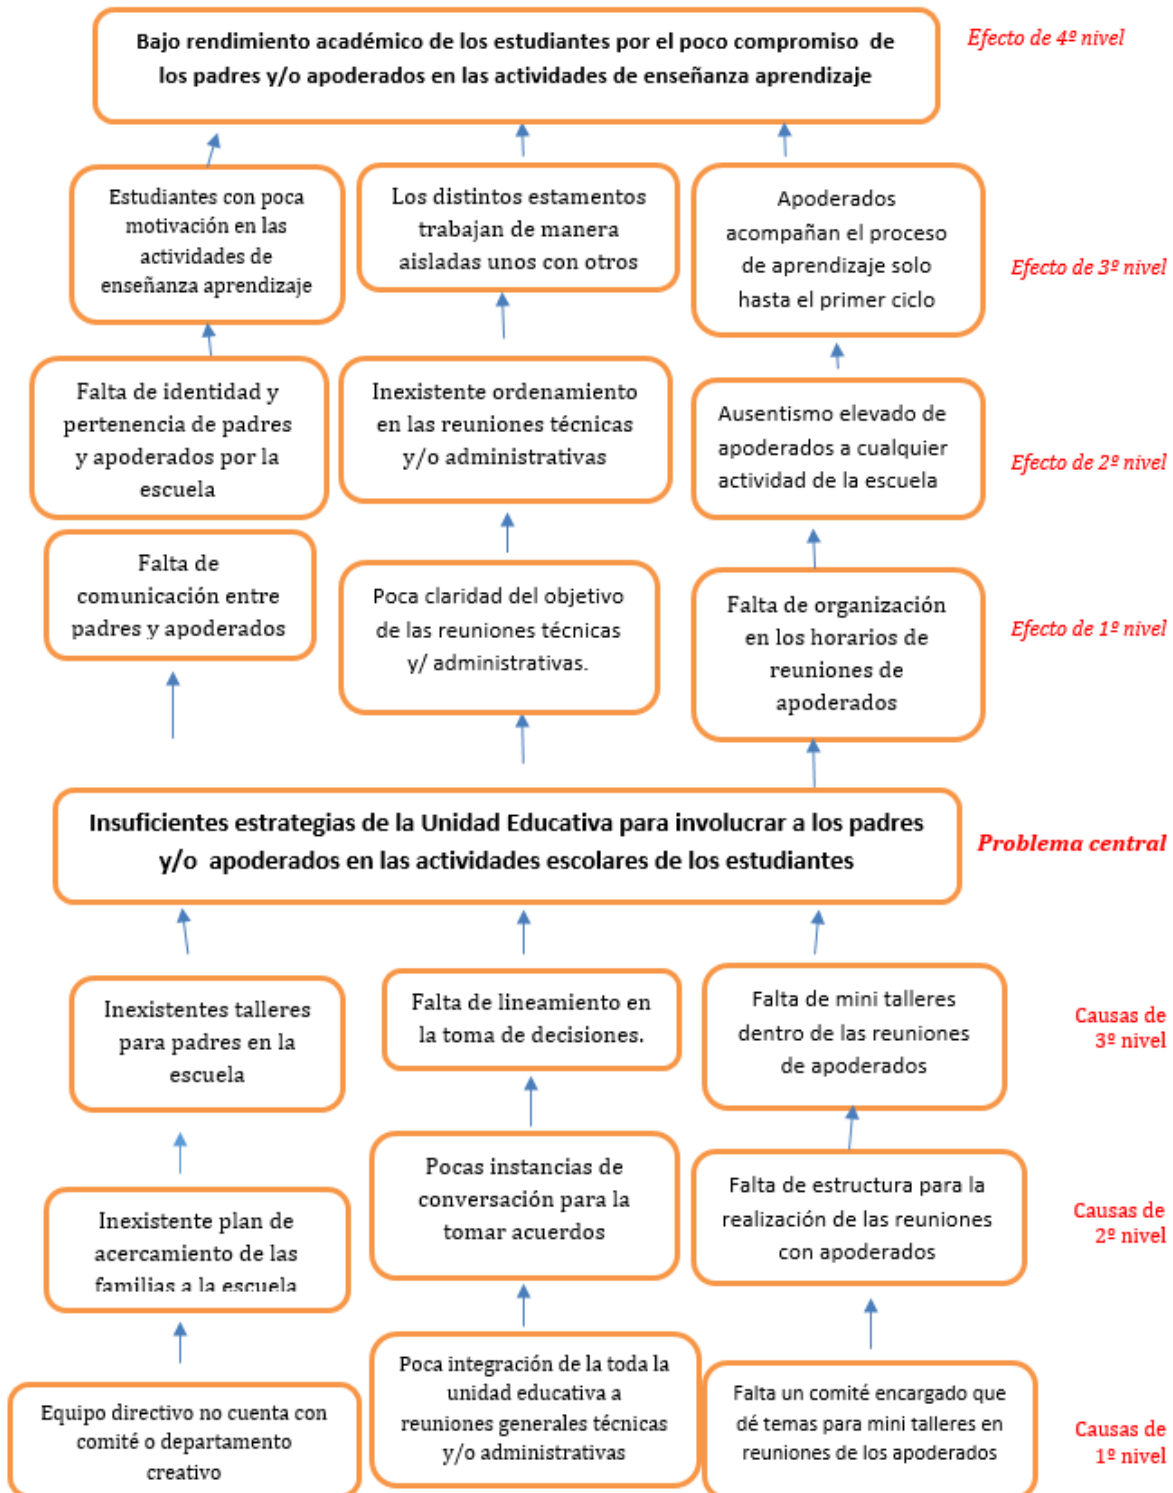 Bajo rendimiento académico de los estudiantes por el poco compromiso de
los padres y/o apoderados en las actividades de enseñanza aprendizaje
Efecto de 4º nivel
Estudiantes con poca
motivación en las
actividades de
enseñanza aprendizaje
Los distintos estamentos
trabajan de manera
aisladas unos con otros
Apoderados
acompañan el proceso
de aprendizaje solo
hasta el primer ciclo
Efecto de 3º nivel
Falta de identidad y
pertenencia de padres
y apoderados por la
escuela
Inexistente ordenamiento
en las reuniones técnicas
y/o administrativas
Ausentismo elevado de
apoderados a cualquier
actividad de la escuela
Efecto de 2º nivel
Falta de
comunicación entre
padres y apoderados
Poca claridad del objetivo
de las reuniones técnicas
y/ administrativas.
Falta de organización
en los horarios de
reuniones de
apoderados
Efecto de 1º nivel
Insuficientes estrategias de la Unidad Educativa para involucrar a los padres
y/o apoderados en las actividades escolares de los estudiantes
Problema central
Inexistentes talleres
para padres en la
escuela
Falta de lineamiento en
la toma de decisiones.
Falta de mini talleres
dentro de las reuniones
de apoderados
Causas de
3º nivel
Inexistente plan de
acercamiento de las
familias a la escuela
Pocas instancias de
conversación para la
tomar acuerdos
Falta de estructura para la
realización de las reuniones
con apoderados
Causas de
2º nivel
Equipo directivo no cuenta con
comité o departamento
creativo
Poca integración de la toda la
unidad educativa a
reuniones generales técnicas
y/o administrativas
Falta un comité encargado que
dé temas para mini talleres en
reuniones de los apoderados
Causas de
1º nivel